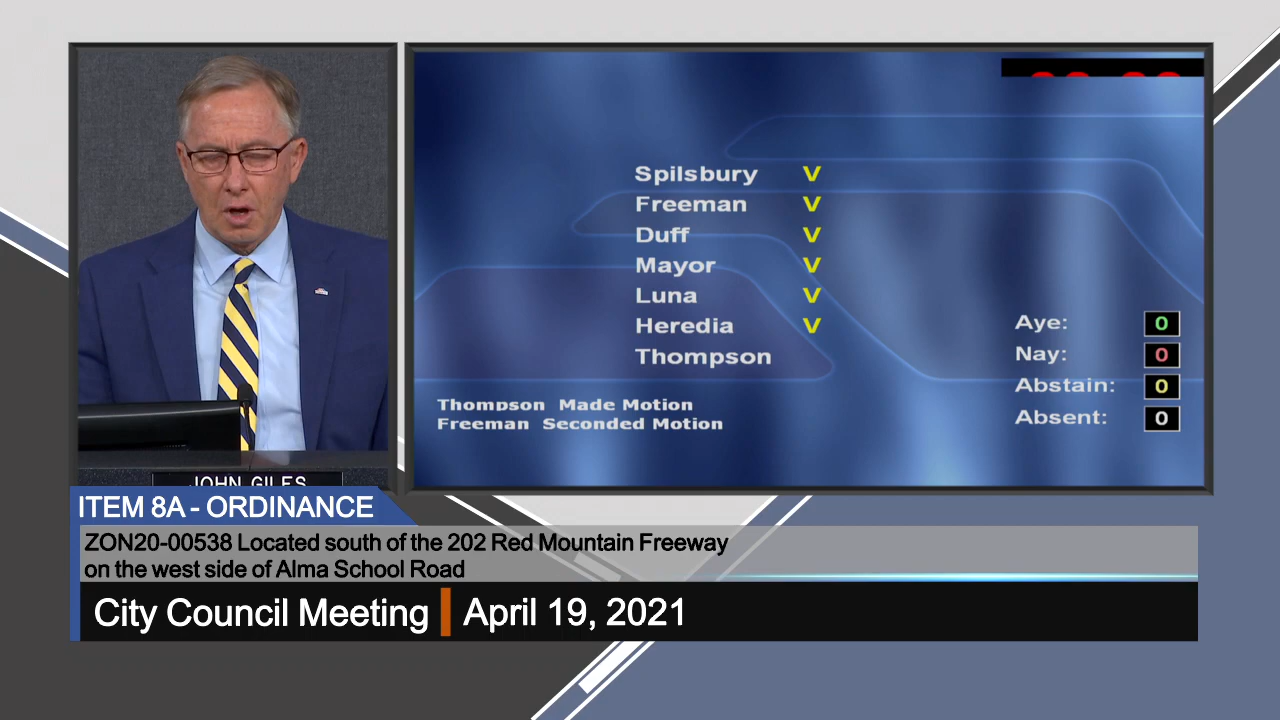 Spilsbury V
Freeman V
Duff V
Mayor V
Luna V
Heredia V
Thompson
Aye: 0
Nay: 0
Abstain: 0
Absent: 0
Thompson Made Motion
Freeman Seconded Motion
JOHN GILES
ITEM 8A - ORDINANCE
ZON20-00538 Located south of the 202 Red Mountain Freeway
on the west side of Alma School Road
City Council Meeting April 19, 2021